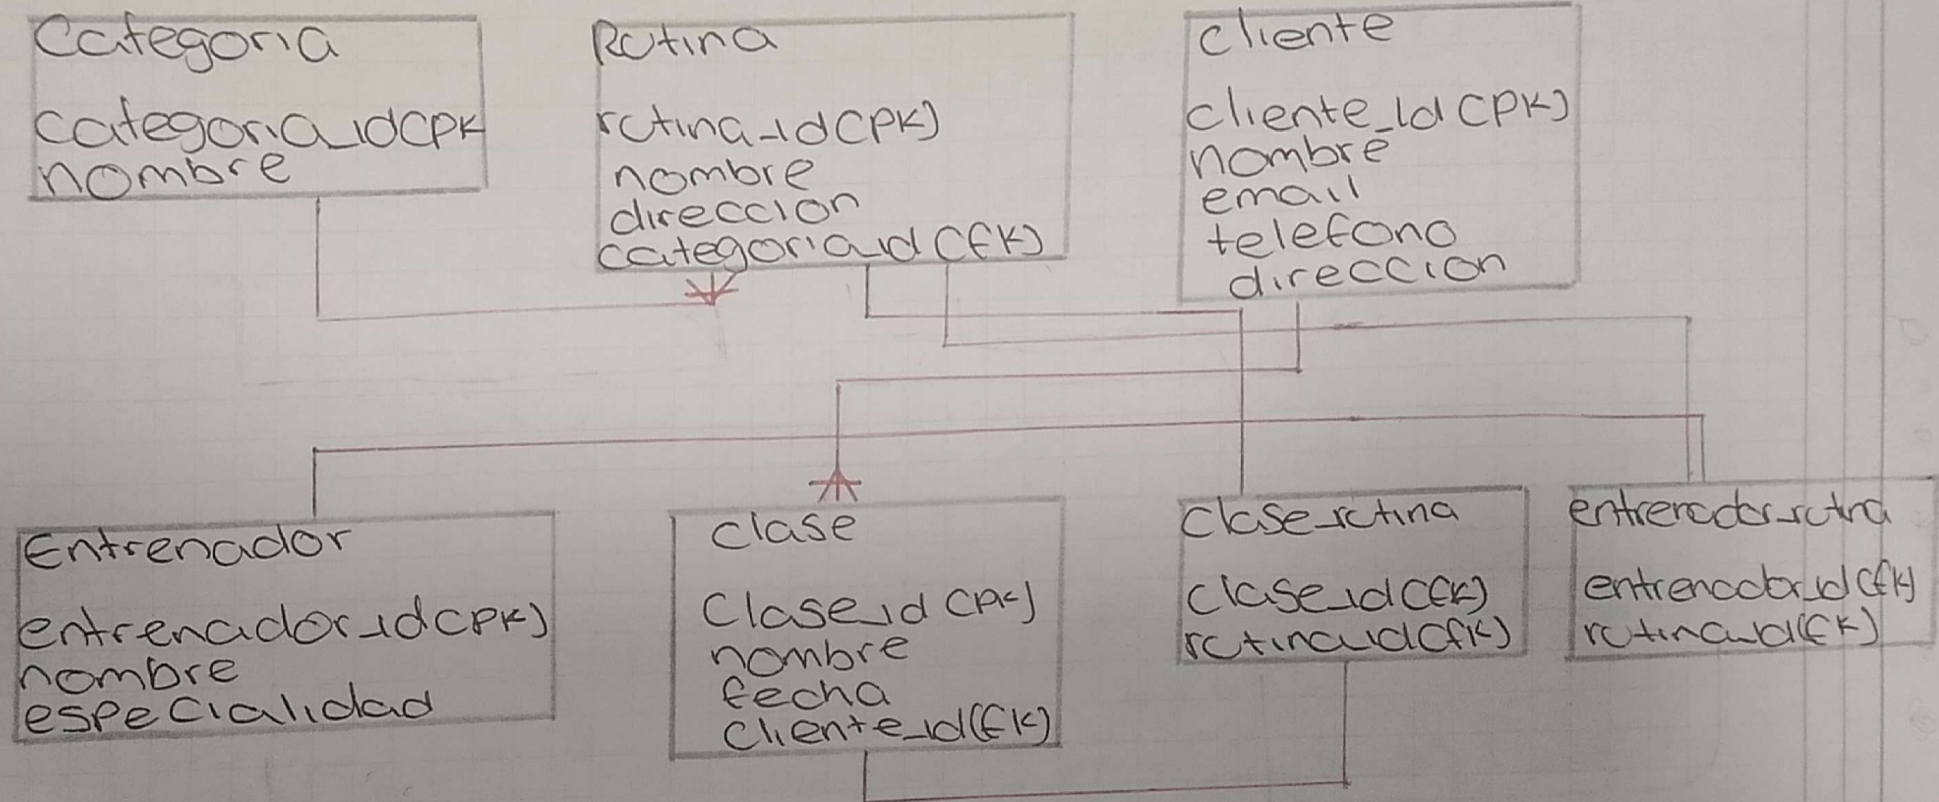 Categoria
categoria_id(PK
nombre
Rutina
rutina_id(PK)
nombre
direccion
categoria_id (fK)
cliente
cliente_id (PK)
nombre
email
telefono
direccion
Entrenador
entrenador_id(PK)
nombre
especialidad
clase
Clase_id (PK)
nombre
fecha
cliente_id(fK)
clase_rutina
clase_id(fK)
rutina_id(fK)
entrenador_rutina
entrenador_id(fK)
rutina_id(fK)